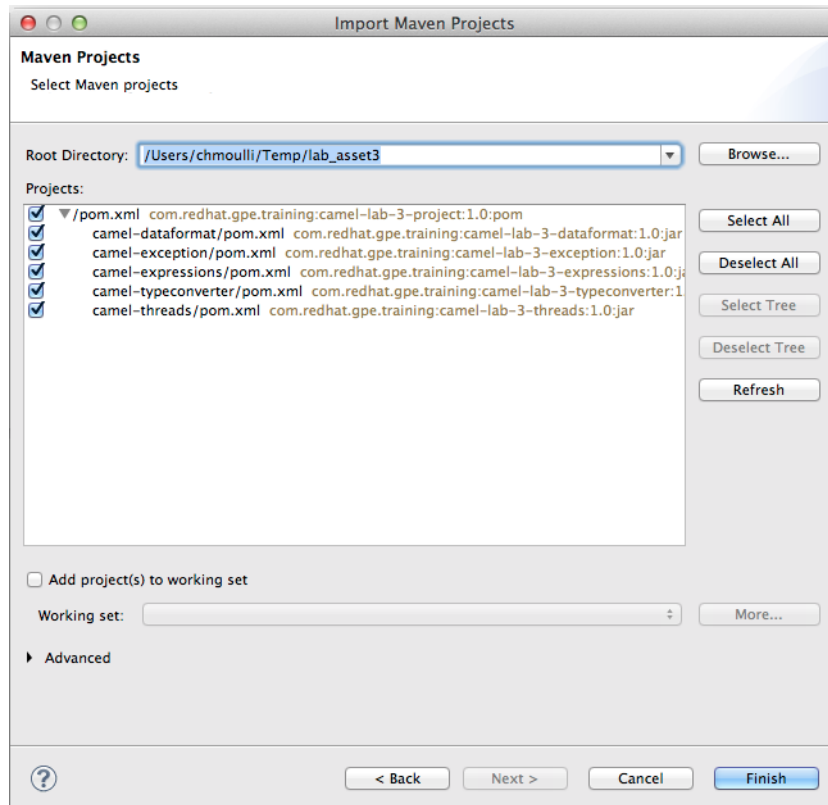 Import Maven Projects
Maven Projects
Select Maven projects
Root Directory: /Users/chmoulli/Temp/lab_asset3 Browse...
Projects:
/pom.xml com.redhat.gpe.training:camel-lab-3-project:1.0:pom
camel-dataformat/pom.xml com.redhat.gpe.training:camel-lab-3-dataformat:1.0:jar
camel-exception/pom.xml com.redhat.gpe.training:camel-lab-3-exception:1.0:jar
camel-expressions/pom.xml com.redhat.gpe.training:camel-lab-3-expressions:1.0:ja
camel-typeconverter/pom.xml com.redhat.gpe.training:camel-lab-3-typeconverter:1.
camel-threads/pom.xml com.redhat.gpe.training:camel-lab-3-threads:1.0:jar
Select All
Deselect All
Select Tree
Deselect Tree
Refresh
Add project(s) to working set
Working set: More...
Advanced
? < Back Next > Cancel Finish